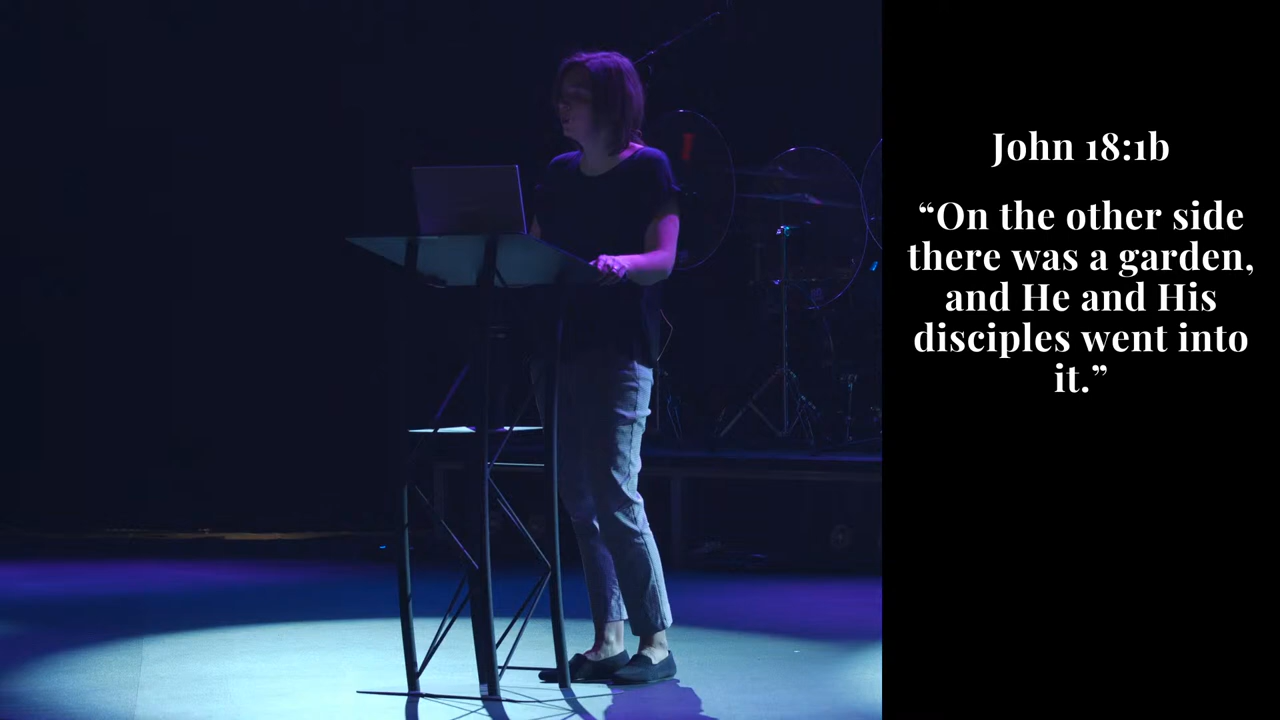 John 18:1b
“On the other side
there was a garden,
and He and His
disciples went into
it.”